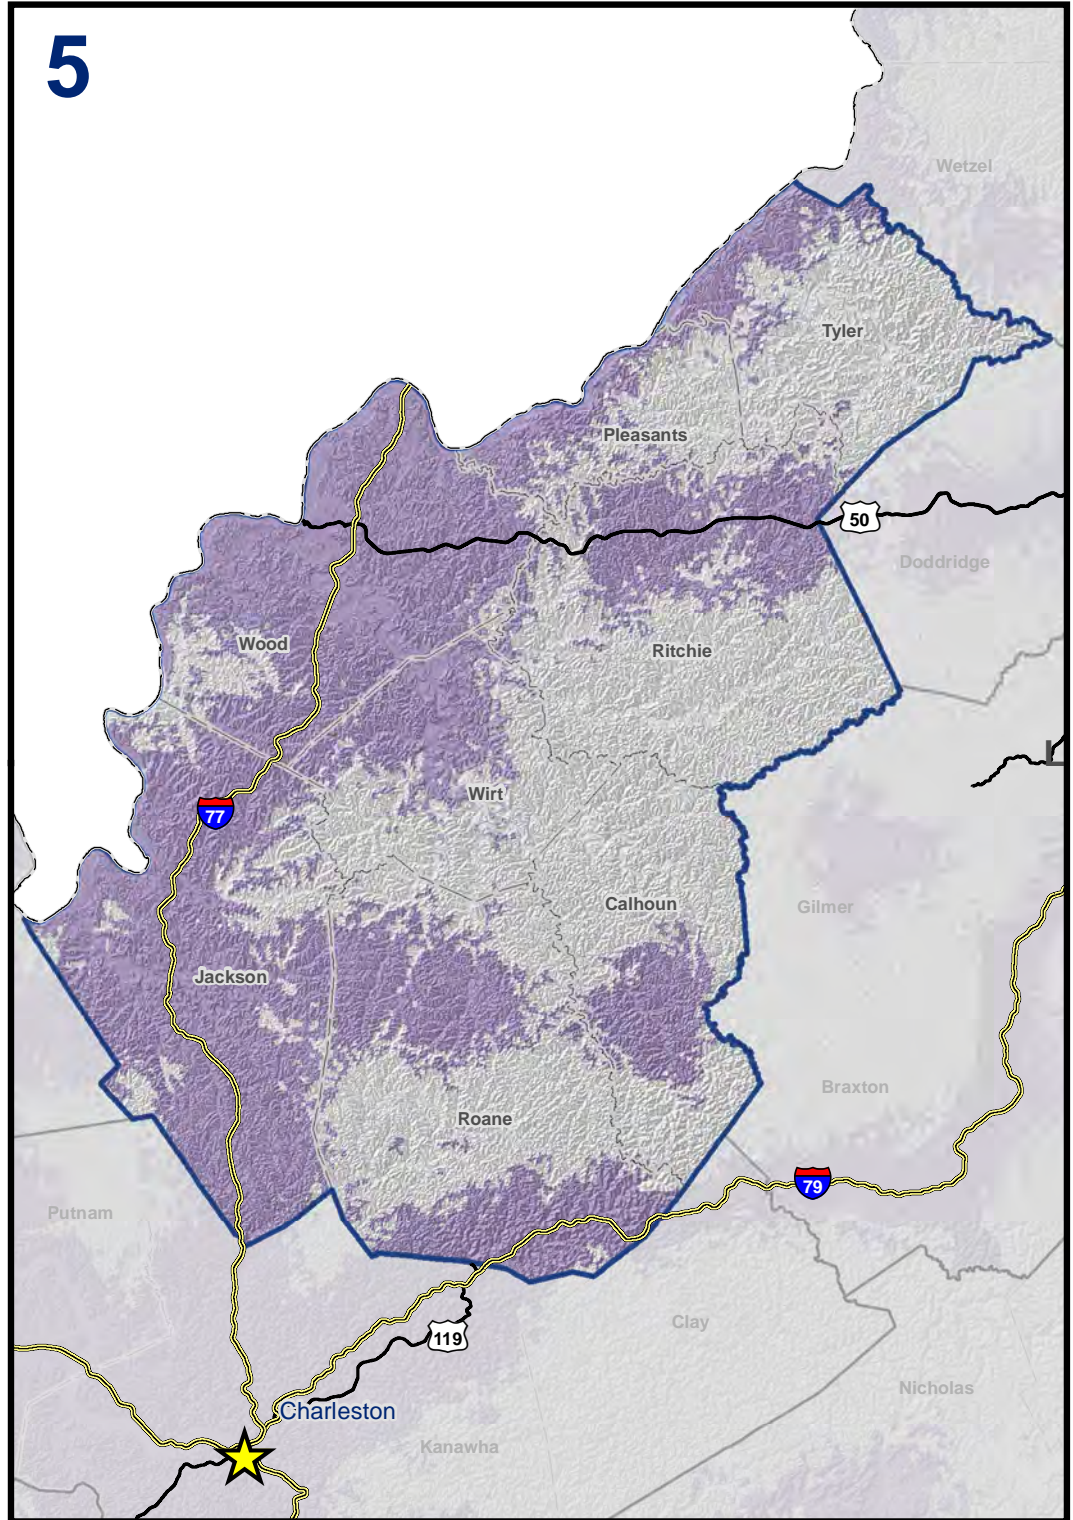 5
Wetzel
Tyler
Pleasants
50
Doddridge
Wood
Ritchie
L
Wirt
77
Calhoun
Gilmer
Jackson
Braxton
Roane
79
Putnam
Clay
119
Nicholas
Charleston
Kanawha